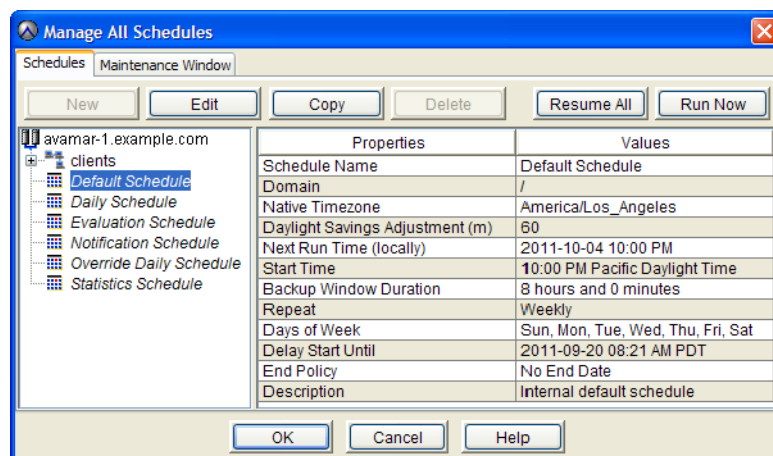 Manage All Schedules
Schedules Maintenance Window
New Edit Copy Delete Resume All Run Now
avamar-1.example.com
clients
Default Schedule
Daily Schedule
Evaluation Schedule
Notification Schedule
Override Daily Schedule
Statistics Schedule
Properties Values
Schedule Name Default Schedule
Domain /
Native Timezone America/Los_Angeles
Daylight Savings Adjustment (m) 60
Next Run Time (locally) 2011-10-04 10:00 PM
Start Time 10:00 PM Pacific Daylight Time
Backup Window Duration 8 hours and 0 minutes
Repeat Weekly
Days of Week Sun, Mon, Tue, Wed, Thu, Fri, Sat
Delay Start Until 2011-09-20 08:21 AM PDT
End Policy No End Date
Description Internal default schedule
OK Cancel Help